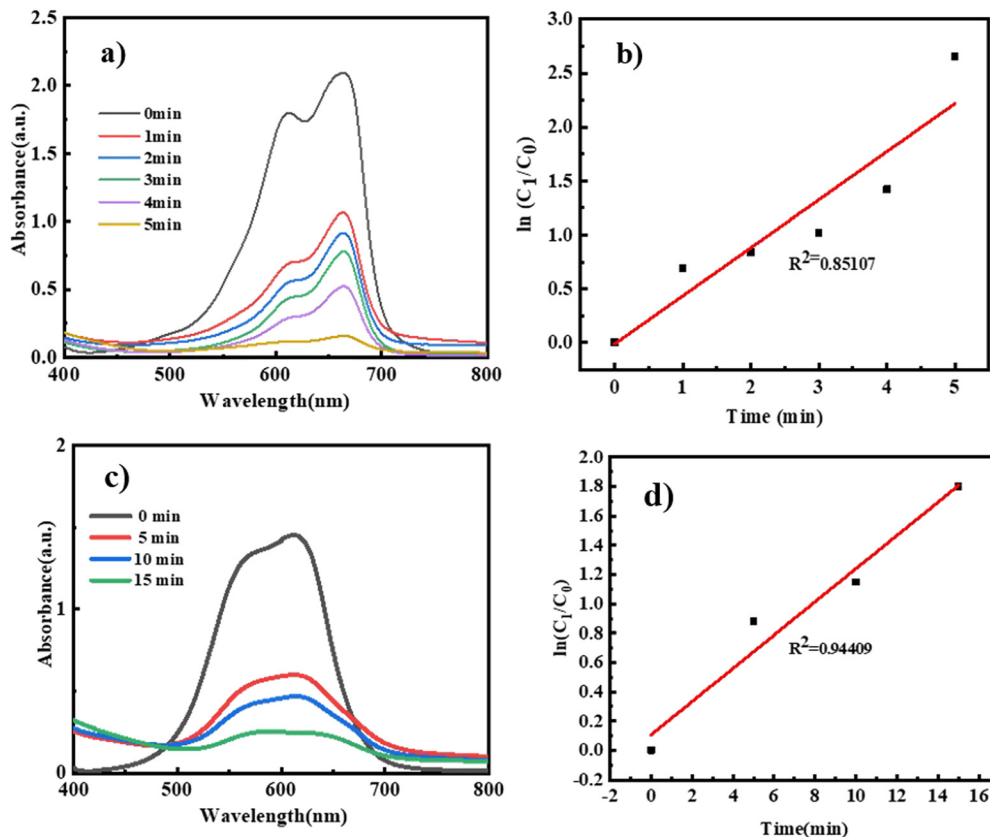 a)
Absorbance(a.u.)
2.5
2.0
1.5
1.0
0.5
0.0
0min
1min
2min
3min
4min
5min
400 500 600 700 800
Wavelength(nm)
b)
ln (C1/C0)
3.0
2.5
2.0
1.5
1.0
0.5
0.0
R2=0.85107
0 1 2 3 4 5
Time (min)
c)
Absorbance(a.u.)
2
1
0
0 min
5 min
10 min
15 min
400 500 600 700 800
Wavelength(nm)
d)
ln(C1/C0)
2.0
1.8
1.6
1.4
1.2
1.0
0.8
0.6
0.4
0.2
0.0
-0.2
R2=0.94409
-2 0 2 4 6 8 10 12 14 16
Time(min)